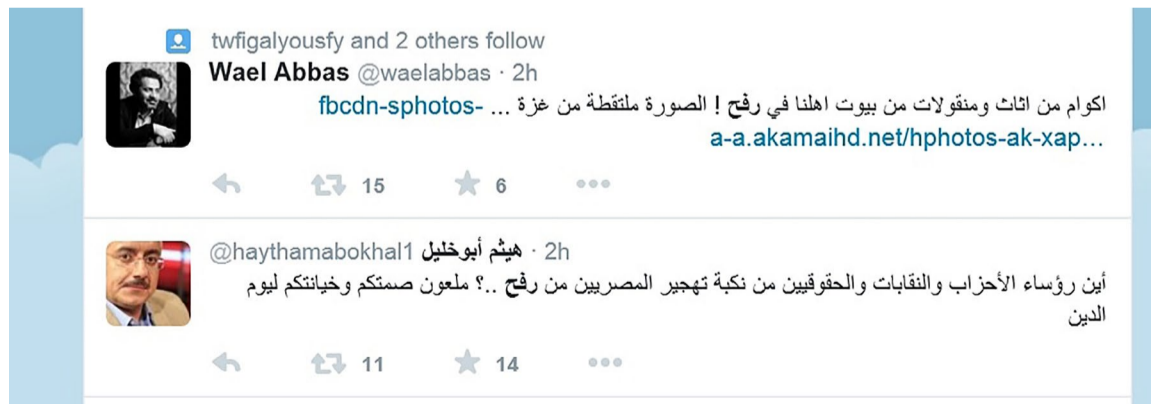 twfigalyousfy and 2 others follow
Wael Abbas @waelabbas · 2h
اكوام من اثاث ومنقولات من بيوت اهلنا في رفح ! الصورة ملتقطة من غزة ... fbcdn-sphotos-
a-a.akamaihd.net/hphotos-ak-xap…
15 6
@haythamabokhal1 هيثم أبوخليل · 2h
أين رؤساء الأحزاب والنقابات والحقوقيين من نكبة تهجير المصريين من رفح ..؟ ملعون صمتكم وخيانتكم ليوم
الدين
11 14